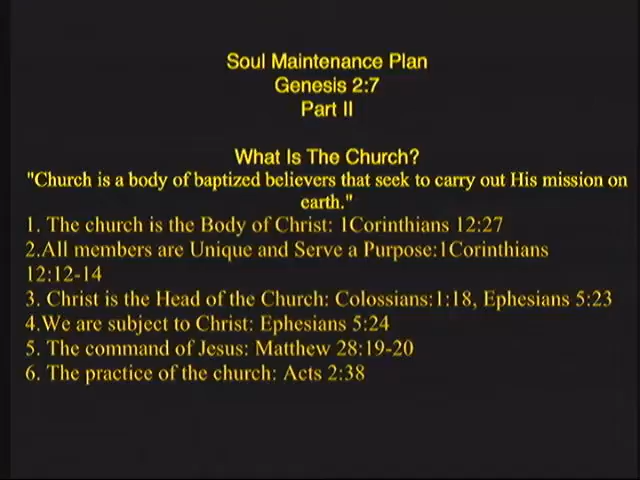 Soul Maintenance Plan
Genesis 2:7
Part II
What Is The Church?
"Church is a body of baptized believers that seek to carry out His mission on
earth."
1. The church is the Body of Christ: 1Corinthians 12:27
2.All members are Unique and Serve a Purpose:1Corinthians
12:12-14
3. Christ is the Head of the Church: Colossians:1:18, Ephesians 5:23
4.We are subject to Christ: Ephesians 5:24
5. The command of Jesus: Matthew 28:19-20
6. The practice of the church: Acts 2:38